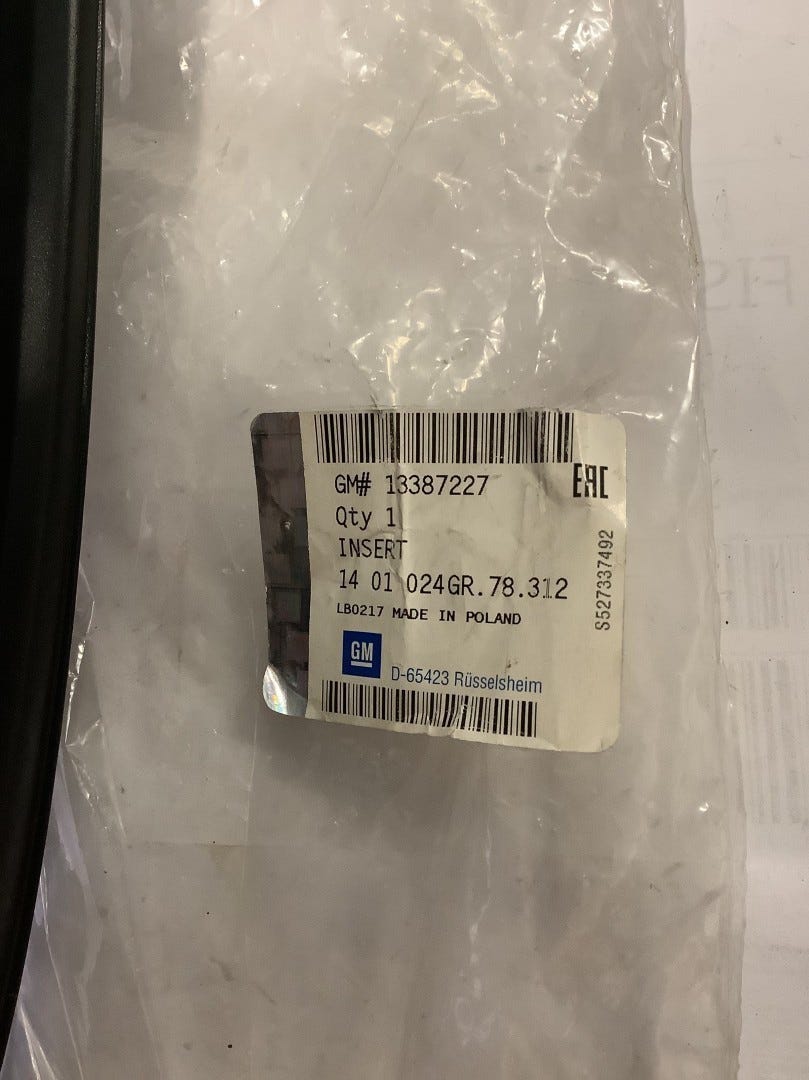 GM# 13387227
EAC
Qty 1
INSERT
14 01 024GR.78.312
LB0217 MADE IN POLAND
GM
D-65423 Rüsselsheim
S527337492
FIS